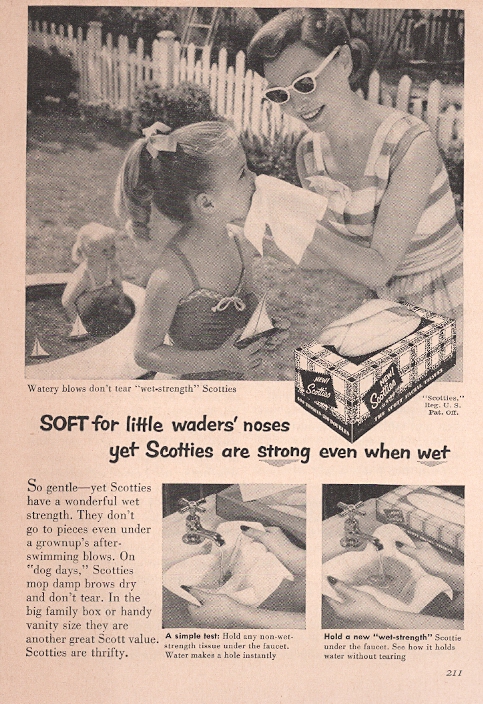 Watery blows don't tear "wet-strength" Scotties
NEW!
Scotties
NEW!
Scotties
"Scotties,"
Reg. U. S.
Pat. Off.
SOFT for little waders' noses
yet Scotties are strong even when wet
So gentle—yet Scotties
have a wonderful wet
strength. They don't
go to pieces even under
a grownup's after-
swimming blows. On
"dog days," Scotties
mop damp brows dry
and don't tear. In the
big family box or handy
vanity size they are
another great Scott value.
Scotties are thrifty.
A simple test: Hold any non-wet-
strength tissue under the faucet.
Water makes a hole instantly
Hold a new "wet-strength" Scottie
under the faucet. See how it holds
water without tearing
211